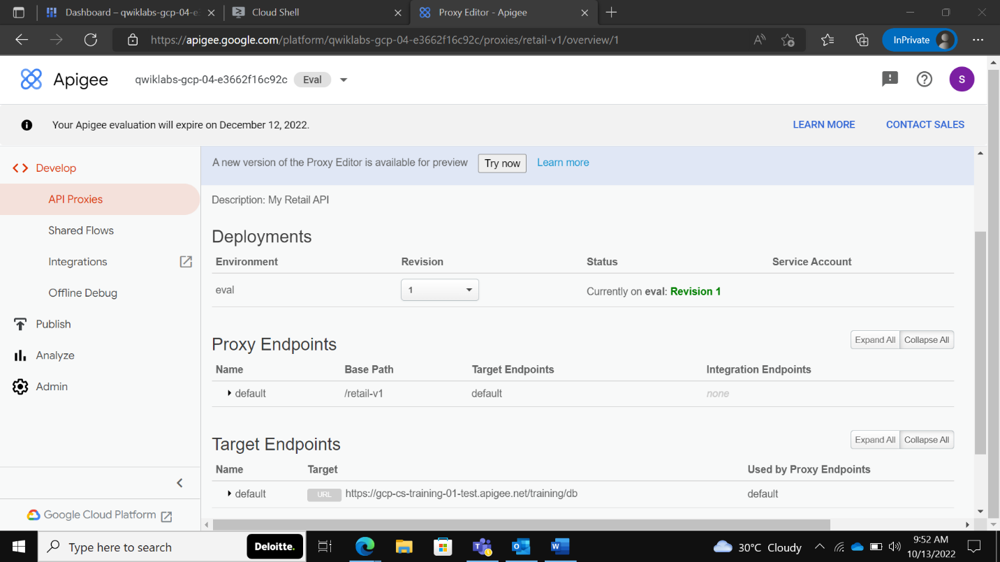 Dashboard – qwiklabs-gcp-04-e
Cloud Shell
Proxy Editor - Apigee
https://apigee.google.com/platform/qwiklabs-gcp-04-e3662f16c92c/proxies/retail-v1/overview/1
InPrivate
Apigee
qwiklabs-gcp-04-e3662f16c92c Eval
S
Your Apigee evaluation will expire on December 12, 2022.
LEARN MORE
CONTACT SALES
Develop
API Proxies
Shared Flows
Integrations
Offline Debug
Publish
Analyze
Admin
Google Cloud Platform
A new version of the Proxy Editor is available for preview Try now Learn more
Description: My Retail API
Deployments
Environment Revision Status Service Account
eval 1 Currently on eval: Revision 1
Proxy Endpoints
Expand All Collapse All
Name Base Path Target Endpoints Integration Endpoints
default /retail-v1 default none
Target Endpoints
Expand All Collapse All
Name Target Used by Proxy Endpoints
default URL https://gcp-cs-training-01-test.apigee.net/training/db default
Type here to search
Deloitte.
30°C Cloudy
9:52 AM
10/13/2022